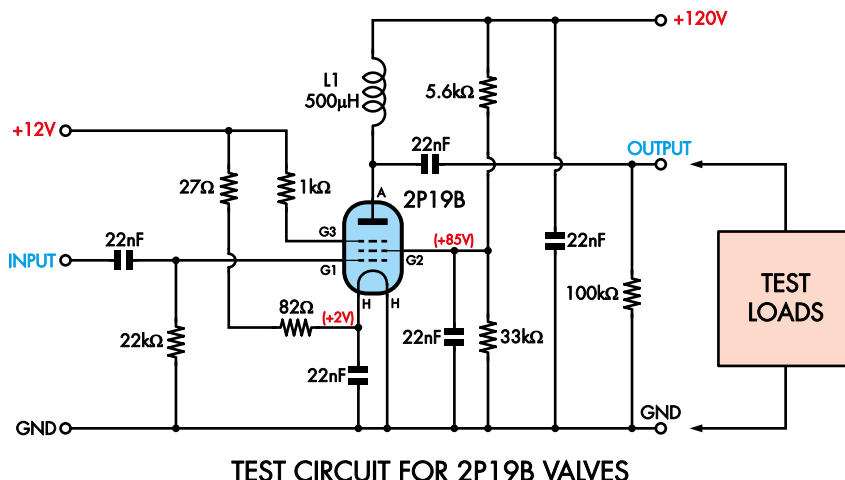 +120V
L1
500µH
5.6kΩ
+12V
22nF
OUTPUT
27Ω
1kΩ
A
2P19B
G3
(+85V)
22nF
INPUT
G1
G2
22nF
TEST
LOADS
100kΩ
H
H
82Ω
(+2V)
22kΩ
22nF
33kΩ
22nF
GND
GND
TEST CIRCUIT FOR 2P19B VALVES